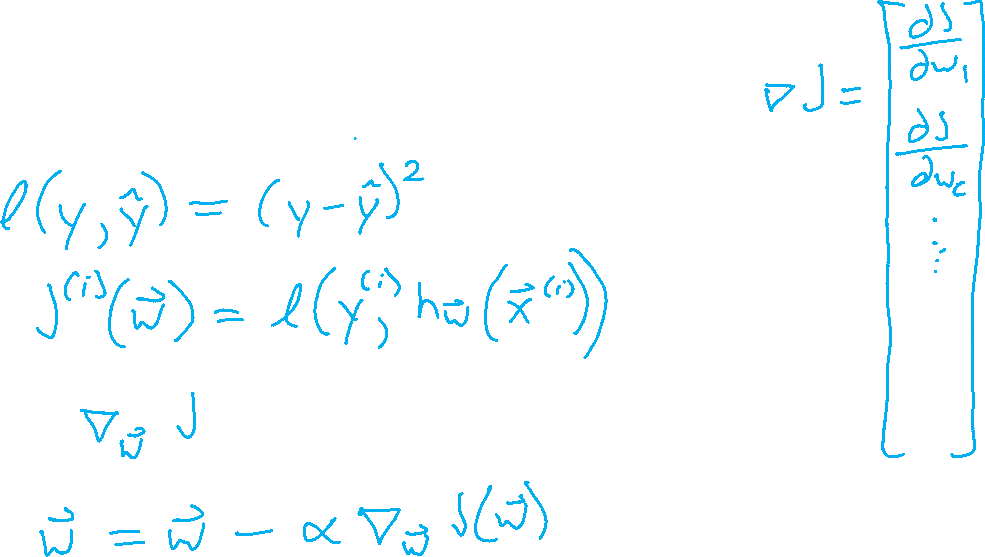 ∇J = [∂J/∂w₁
∂J/∂w_c
⋮]
ℓ(y, ŷ) = (y − ŷ)²
J⁽ⁱ⁾(w⃗) = ℓ(y⁽ⁱ⁾, h_w⃗(x⃗⁽ⁱ⁾))
∇_w⃗ J
w⃗ = w⃗ − α ∇_w⃗ J(w⃗)